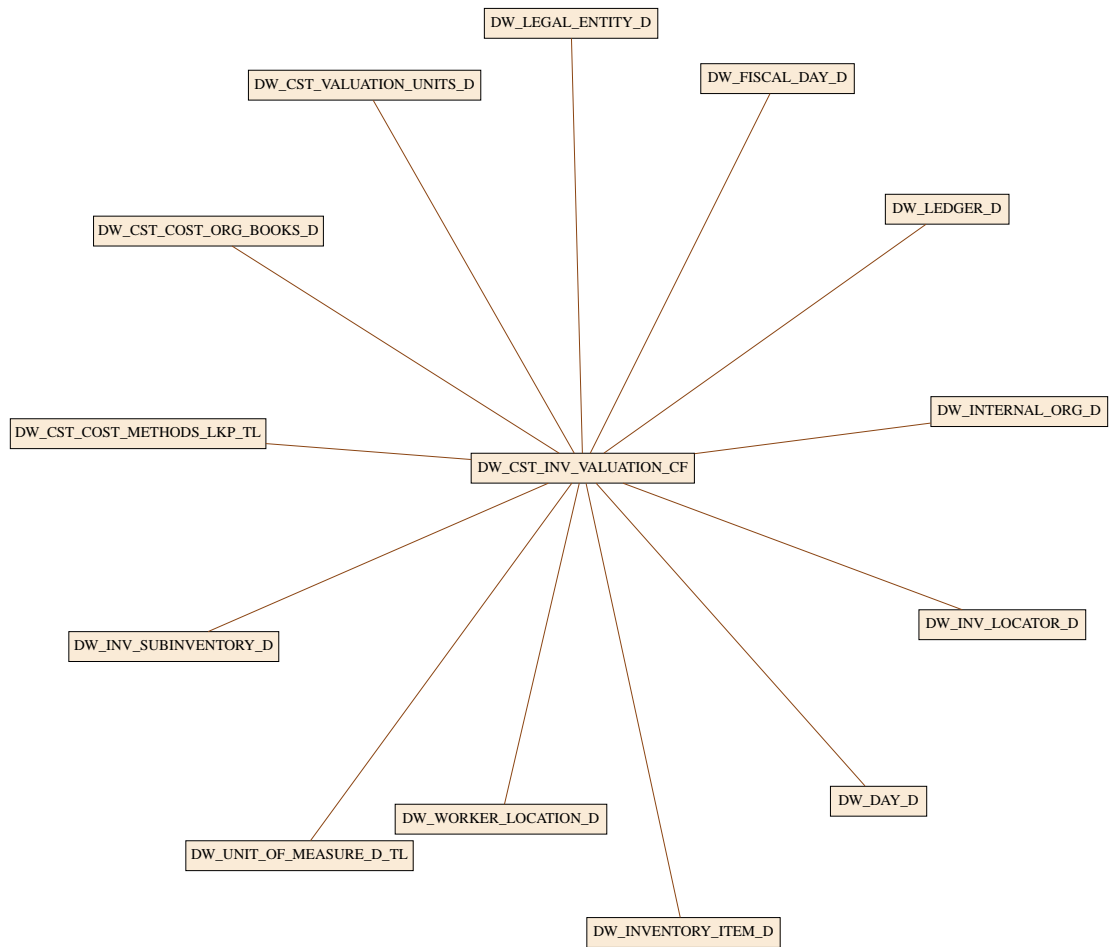 DW_LEGAL_ENTITY_D
DW_FISCAL_DAY_D
DW_CST_VALUATION_UNITS_D
DW_LEDGER_D
DW_CST_COST_ORG_BOOKS_D
DW_INTERNAL_ORG_D
DW_CST_COST_METHODS_LKP_TL
DW_CST_INV_VALUATION_CF
DW_INV_LOCATOR_D
DW_INV_SUBINVENTORY_D
DW_DAY_D
DW_WORKER_LOCATION_D
DW_UNIT_OF_MEASURE_D_TL
DW_INVENTORY_ITEM_D